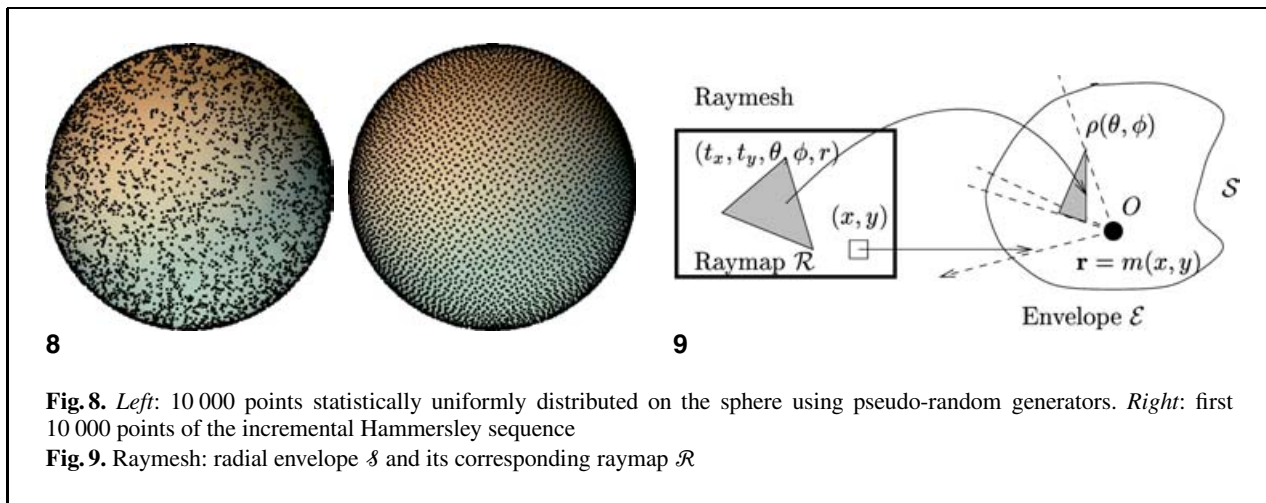 Raymesh
ρ(θ, ϕ)
(t_x, t_y, θ, ϕ, r)
𝒮
(x, y)
O
Raymap ℛ
r = m(x, y)
Envelope ℰ
8
9
Fig. 8. Left: 10 000 points statistically uniformly distributed on the sphere using pseudo-random generators. Right: first
10 000 points of the incremental Hammersley sequence
Fig. 9. Raymesh: radial envelope 𝒮 and its corresponding raymap ℛ